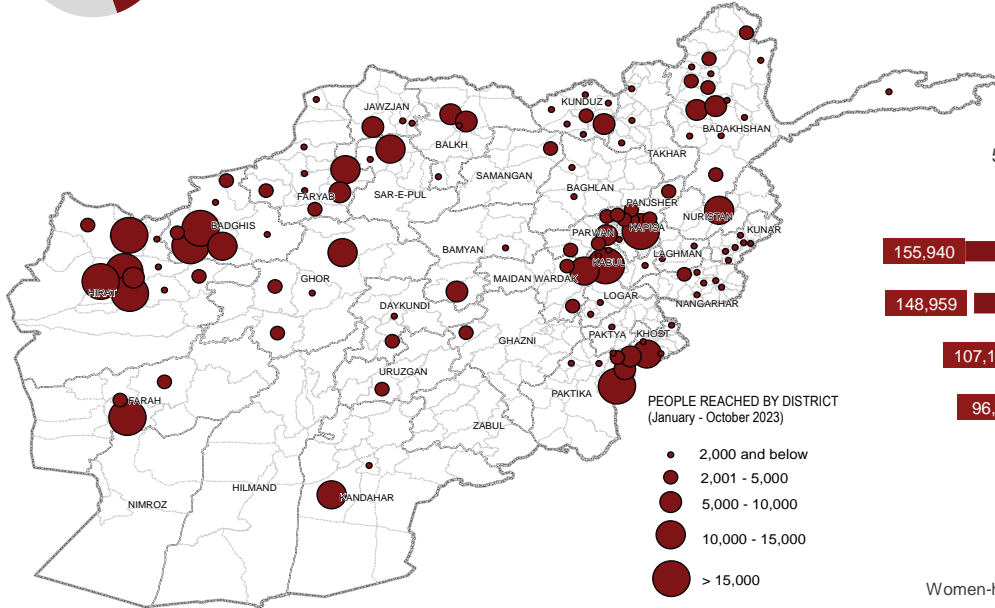 JAWZJAN
KUNDUZ
BALKH
BADAKHSHAN
TAKHAR
5
SAMANGAN
BAGHLAN
FARYAB
SAR-E-PUL
PANJSHER
NURISTAN
KAPISA
BADGHIS
PARWAN
KUNAR
BAMYAN
LAGHMAN
155,940
KABUL
GHOR
MAIDAN WARDAK
HIRAT
LOGAR
NANGARHAR
148,959
DAYKUNDI
PAKTYA
KHOST
GHAZNI
107,1
URUZGAN
PAKTIKA
FARAH
PEOPLE REACHED BY DISTRICT
(January - October 2023)
96,
ZABUL
2,000 and below
2,001 - 5,000
HILMAND
KANDAHAR
NIMROZ
5,000 - 10,000
10,000 - 15,000
> 15,000
Women-H